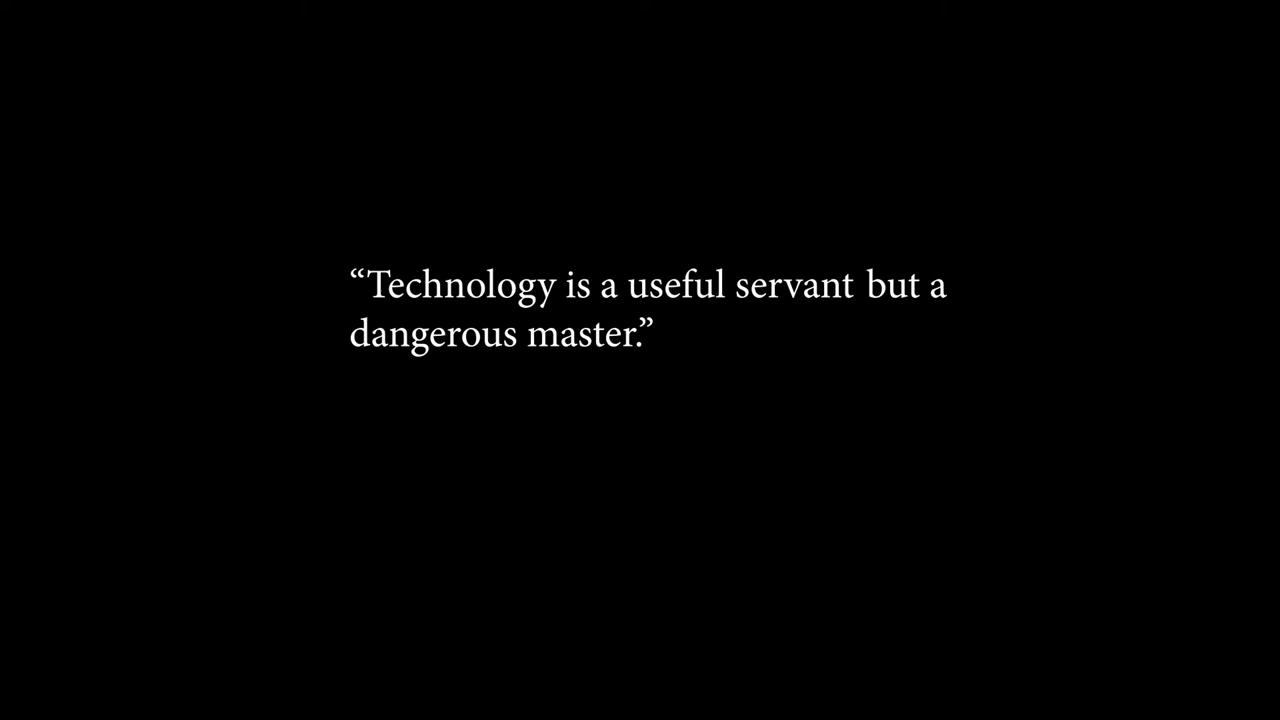 “Technology is a useful servant but a
dangerous master.”